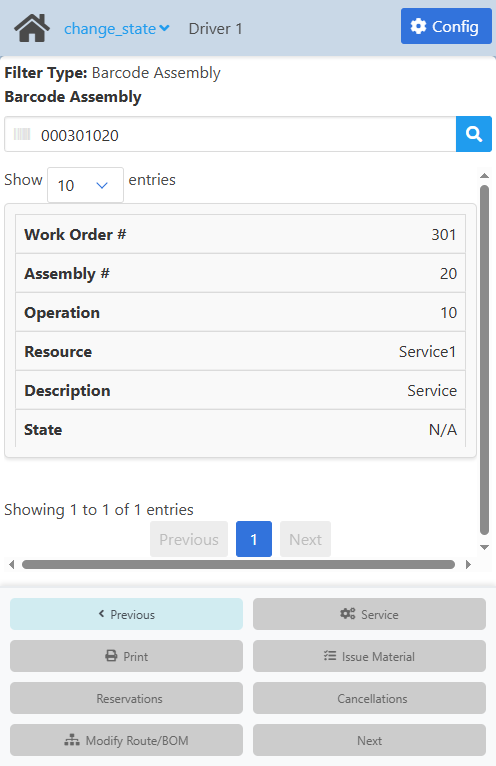 change_state Driver 1 Config
Filter Type: Barcode Assembly
Barcode Assembly
000301020
Show 10 entries
Work Order # 301
Assembly # 20
Operation 10
Resource Service1
Description Service
State N/A
Showing 1 to 1 of 1 entries
Previous 1 Next
Previous Service
Print Issue Material
Reservations Cancellations
Modify Route/BOM Next